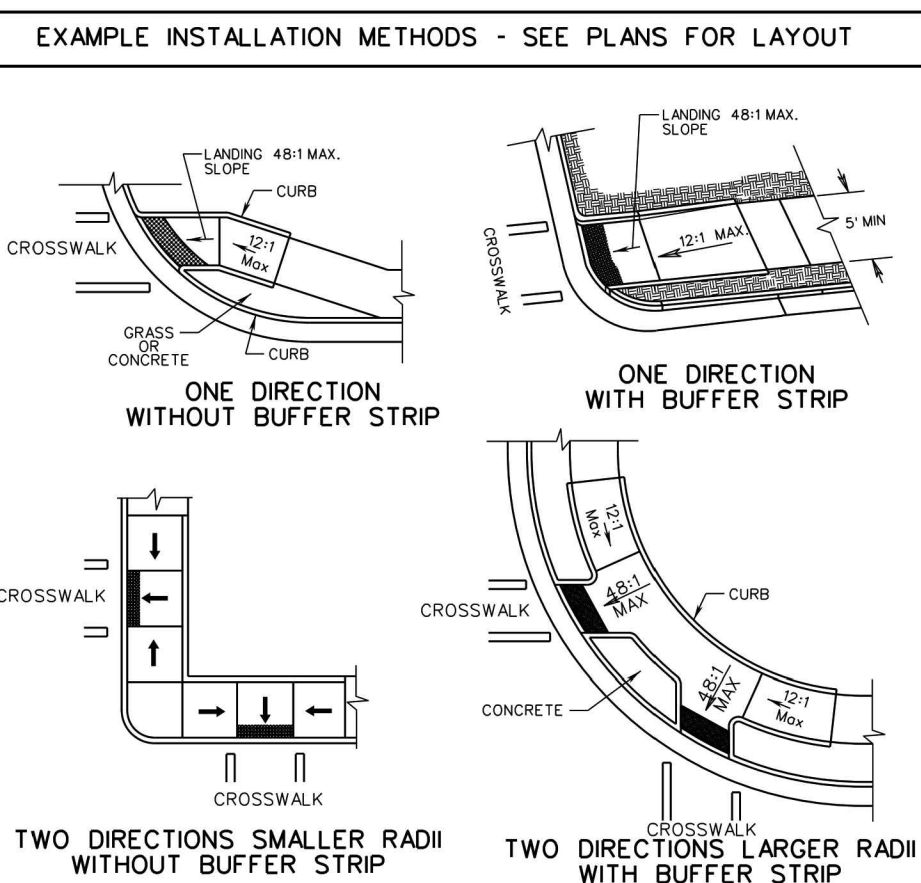 EXAMPLE INSTALLATION METHODS - SEE PLANS FOR LAYOUT
LANDING 48:1 MAX.
SLOPE
CURB
CROSSWALK
12:1
Max
GRASS
OR
CONCRETE
CURB
ONE DIRECTION
WITHOUT BUFFER STRIP
LANDING 48:1 MAX.
SLOPE
CROSSWALK
12:1 MAX.
5' MIN
ONE DIRECTION
WITH BUFFER STRIP
CROSSWALK
CROSSWALK
TWO DIRECTIONS SMALLER RADII
WITHOUT BUFFER STRIP
12:1
Max
48:1
MAX
CURB
CROSSWALK
48:1
MAX
12:1
Max
CONCRETE
CROSSWALK
TWO DIRECTIONS LARGER RADII
WITH BUFFER STRIP